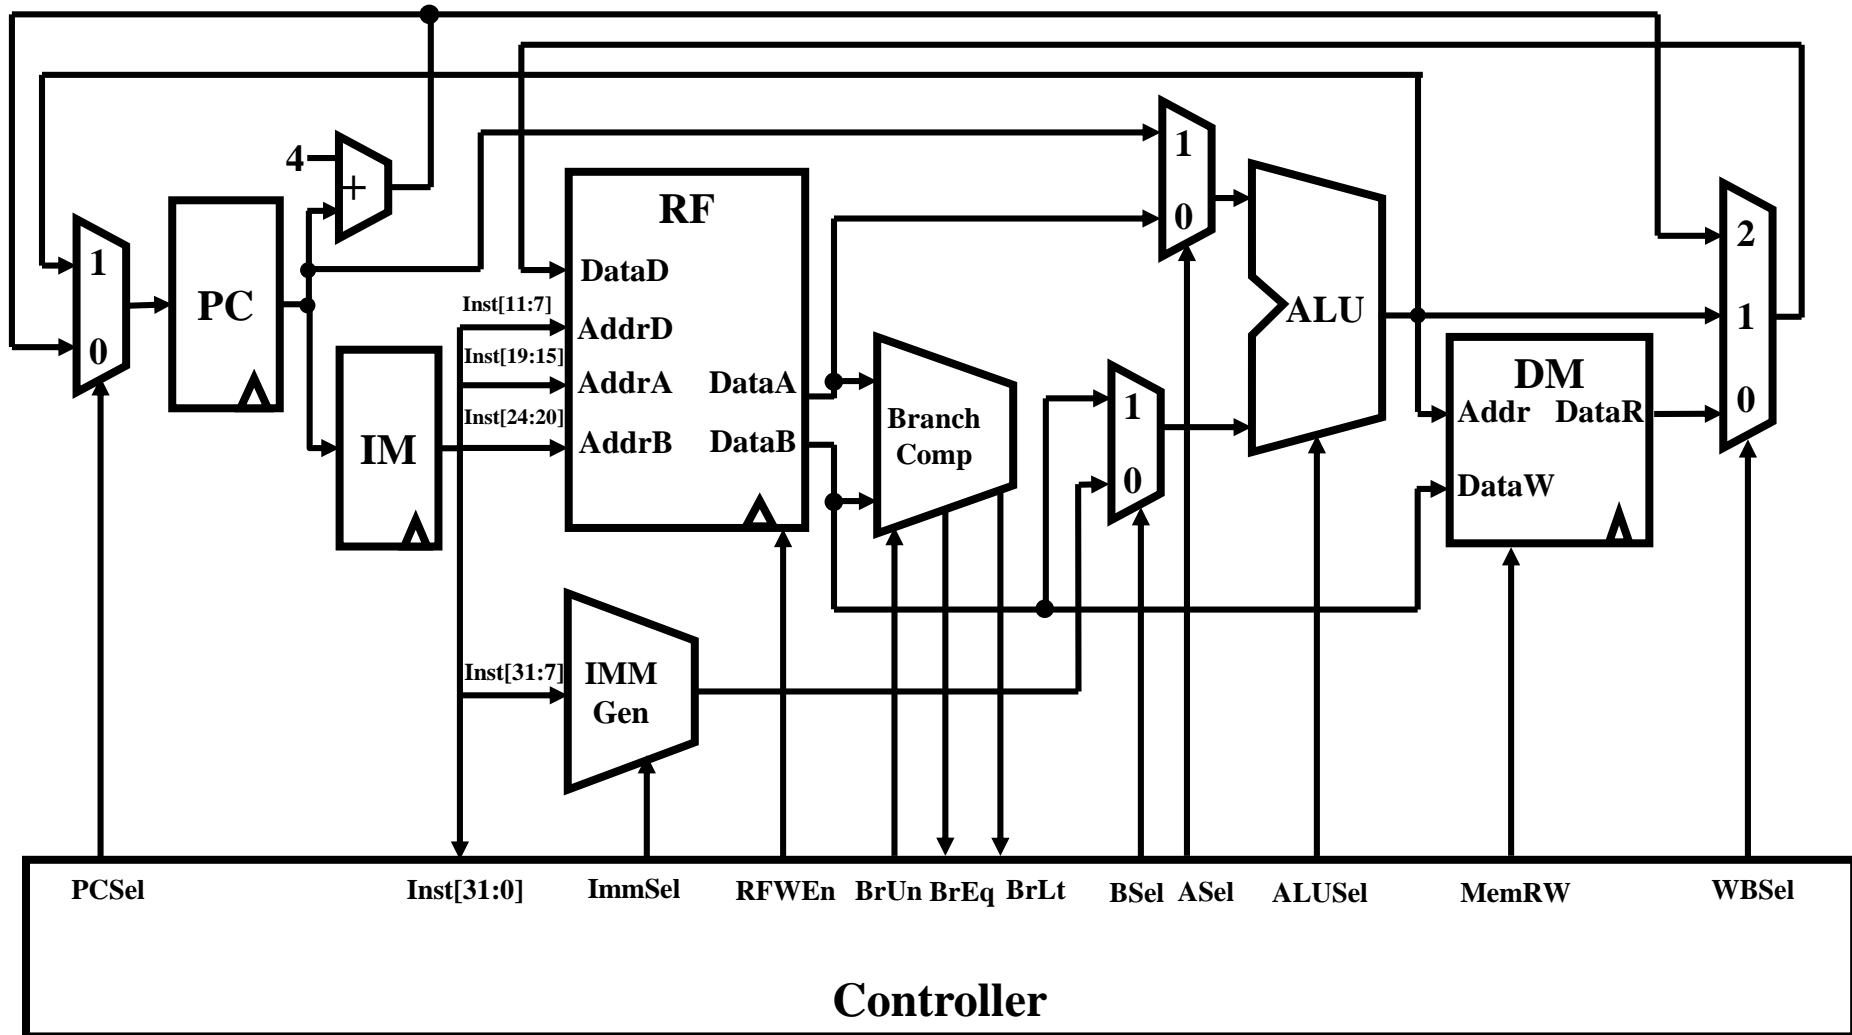 4
+
1
0
PC
IM
RF
DataD
Inst[11:7]
AddrD
Inst[19:15]
AddrA
DataA
Inst[24:20]
AddrB
DataB
Branch
Comp
1
0
1
0
ALU
DM
Addr
DataR
DataW
2
1
0
Inst[31:7]
IMM
Gen
PCSel
Inst[31:0]
ImmSel
RFWEn
BrUn
BrEq
BrLt
BSel
ASel
ALUSel
MemRW
WBSel
Controller